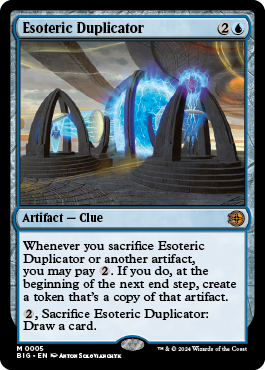 Esoteric Duplicator 2
Artifact — Clue
Whenever you sacrifice Esoteric
Duplicator or another artifact,
you may pay 2. If you do, at the
beginning of the next end step, create
a token that's a copy of that artifact.
2, Sacrifice Esoteric Duplicator:
Draw a card.
M 0005
BIG • EN Anton Solovianchyk
™ & © 2024 Wizards of the Coast